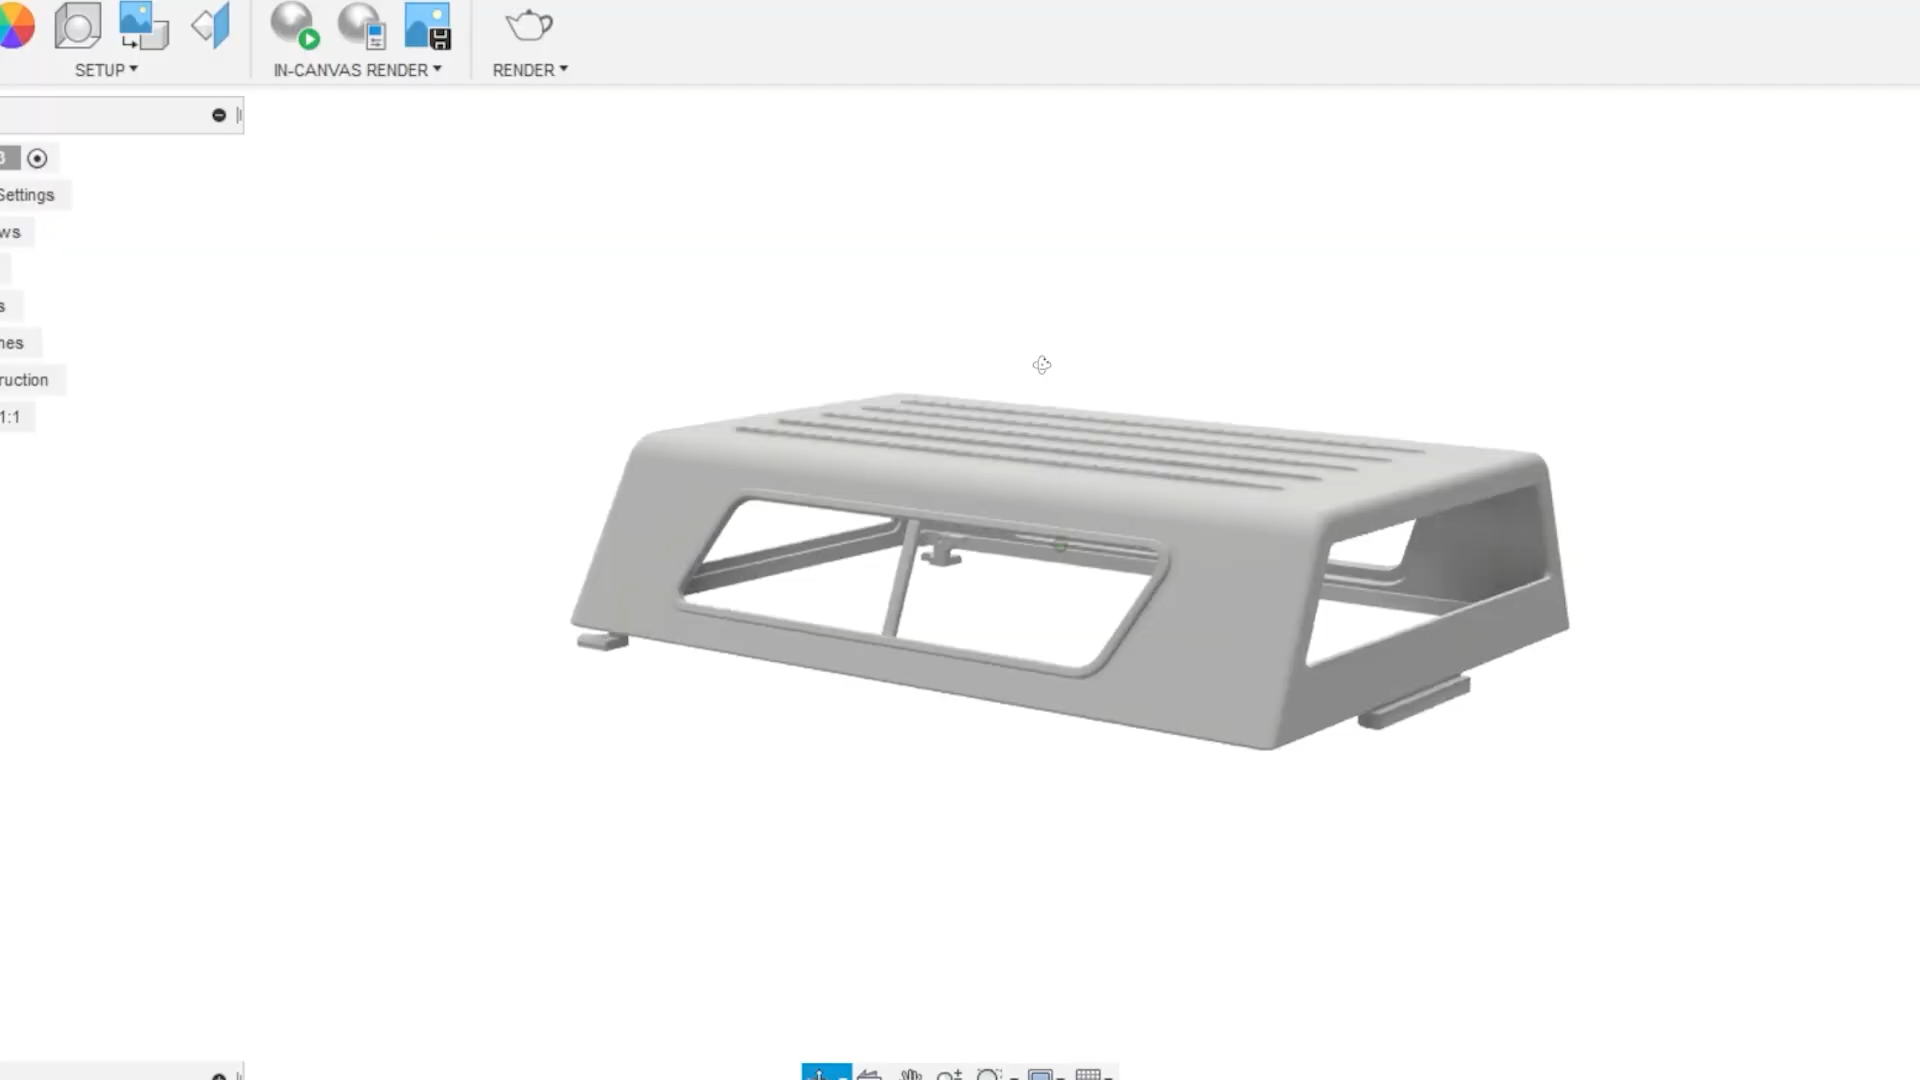 SETUP
IN-CANVAS RENDER
RENDER
Settings
ws
s
nes
ruction
1:1